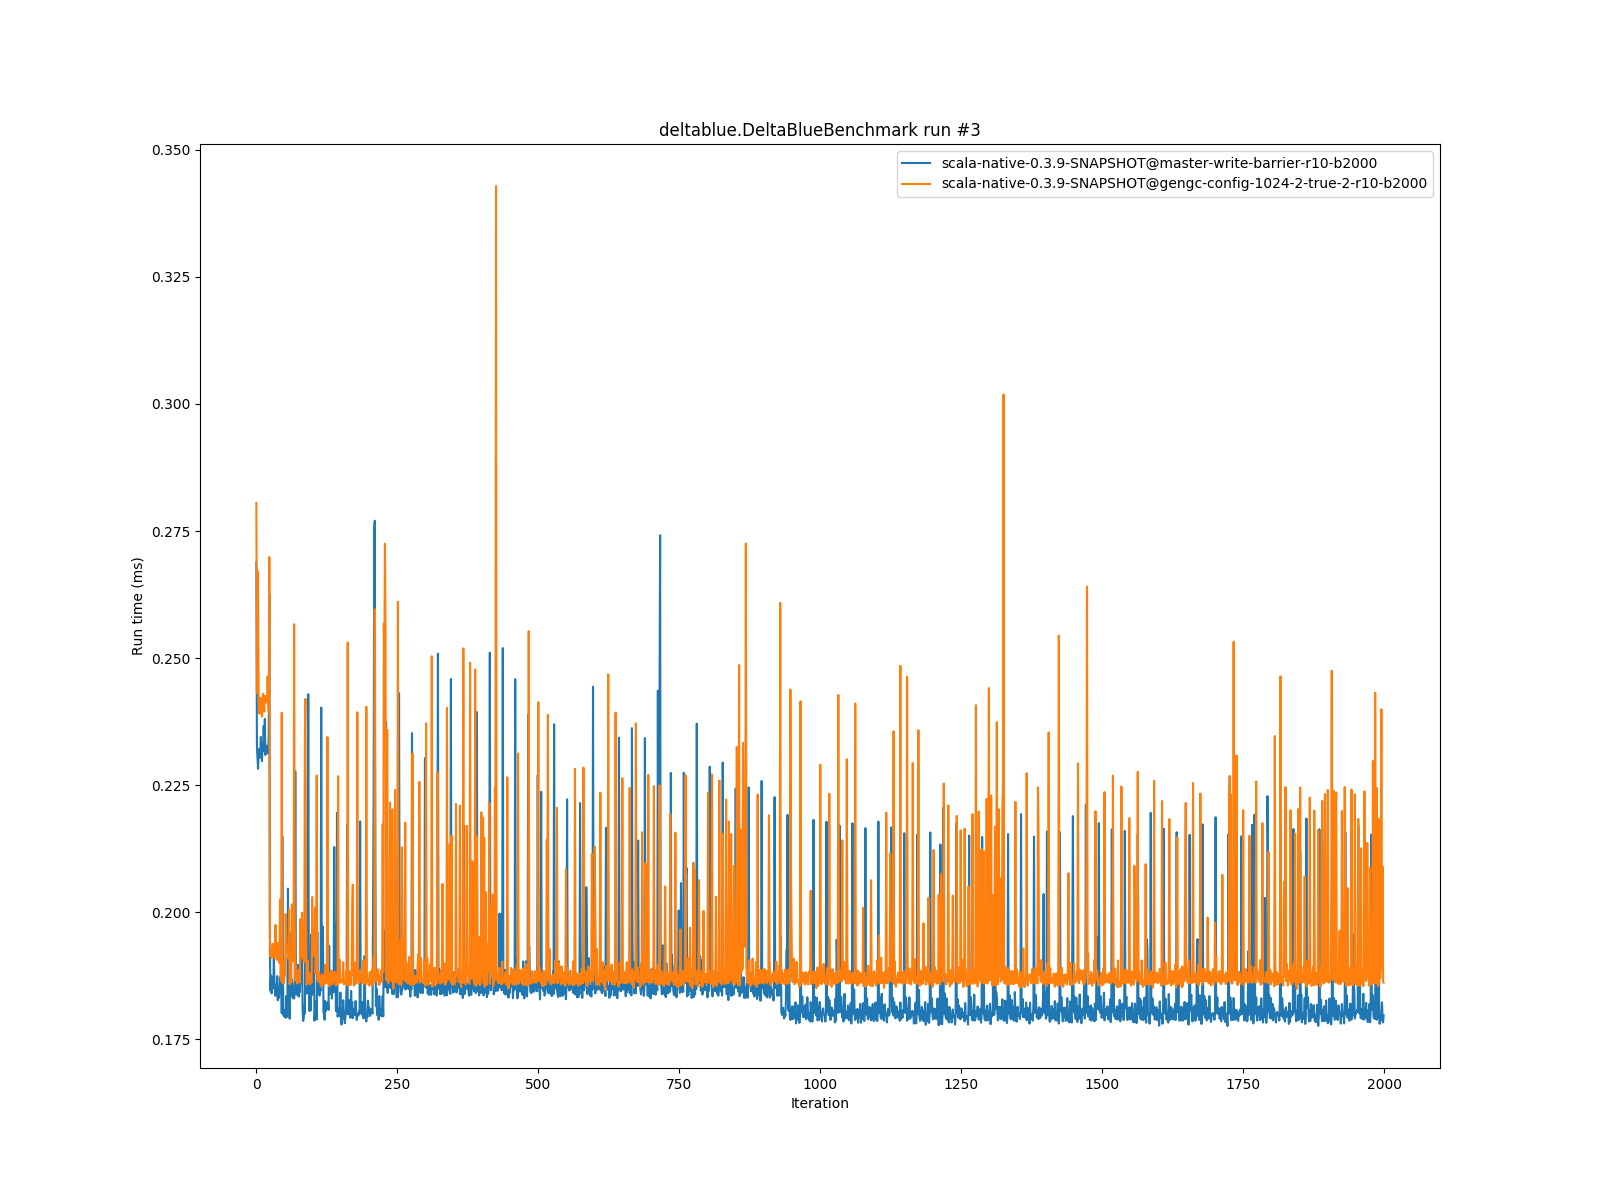 deltablue.DeltaBlueBenchmark run #3
scala-native-0.3.9-SNAPSHOT@master-write-barrier-r10-b2000
scala-native-0.3.9-SNAPSHOT@gengc-config-1024-2-true-2-r10-b2000
0.350
0.325
0.300
0.275
0.250
0.225
0.200
0.175
Run time (ms)
0 250 500 750 1000 1250 1500 1750 2000
Iteration